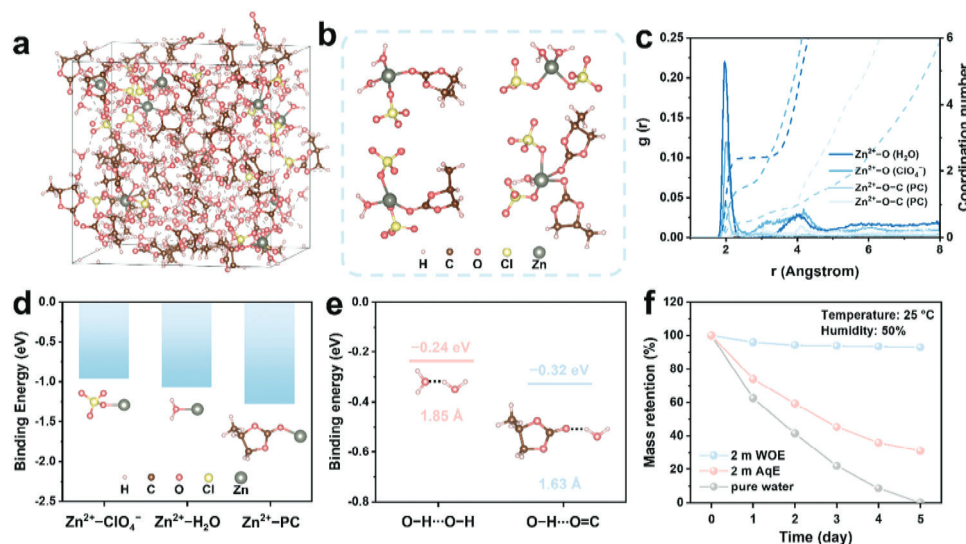 a
b
H C O Cl Zn
c
g (r)
0.25
0.20
0.15
0.10
0.05
0.00
2 4 6 8
r (Angstrom)
6
5
4
3
2
1
0
Coordination number
Zn²⁺−O (H₂O)
Zn²⁺−O (ClO₄⁻)
Zn²⁺−O−C (PC)
Zn²⁺−O=C (PC)
d
Binding Energy (eV)
0.0
-0.5
-1.0
-1.5
-2.0
-2.5
H C O Cl Zn
Zn²⁺−ClO₄⁻ Zn²⁺−H₂O Zn²⁺−PC
e
Binding energy (eV)
0.0
-0.2
-0.4
-0.6
-0.8
−0.24 eV
1.85 Å
−0.32 eV
1.63 Å
O−H···O−H O−H···O=C
f
Mass retention (%)
120
100
80
60
40
20
0
Temperature: 25 °C
Humidity: 50%
2 m WOE
2 m AqE
pure water
0 1 2 3 4 5
Time (day)